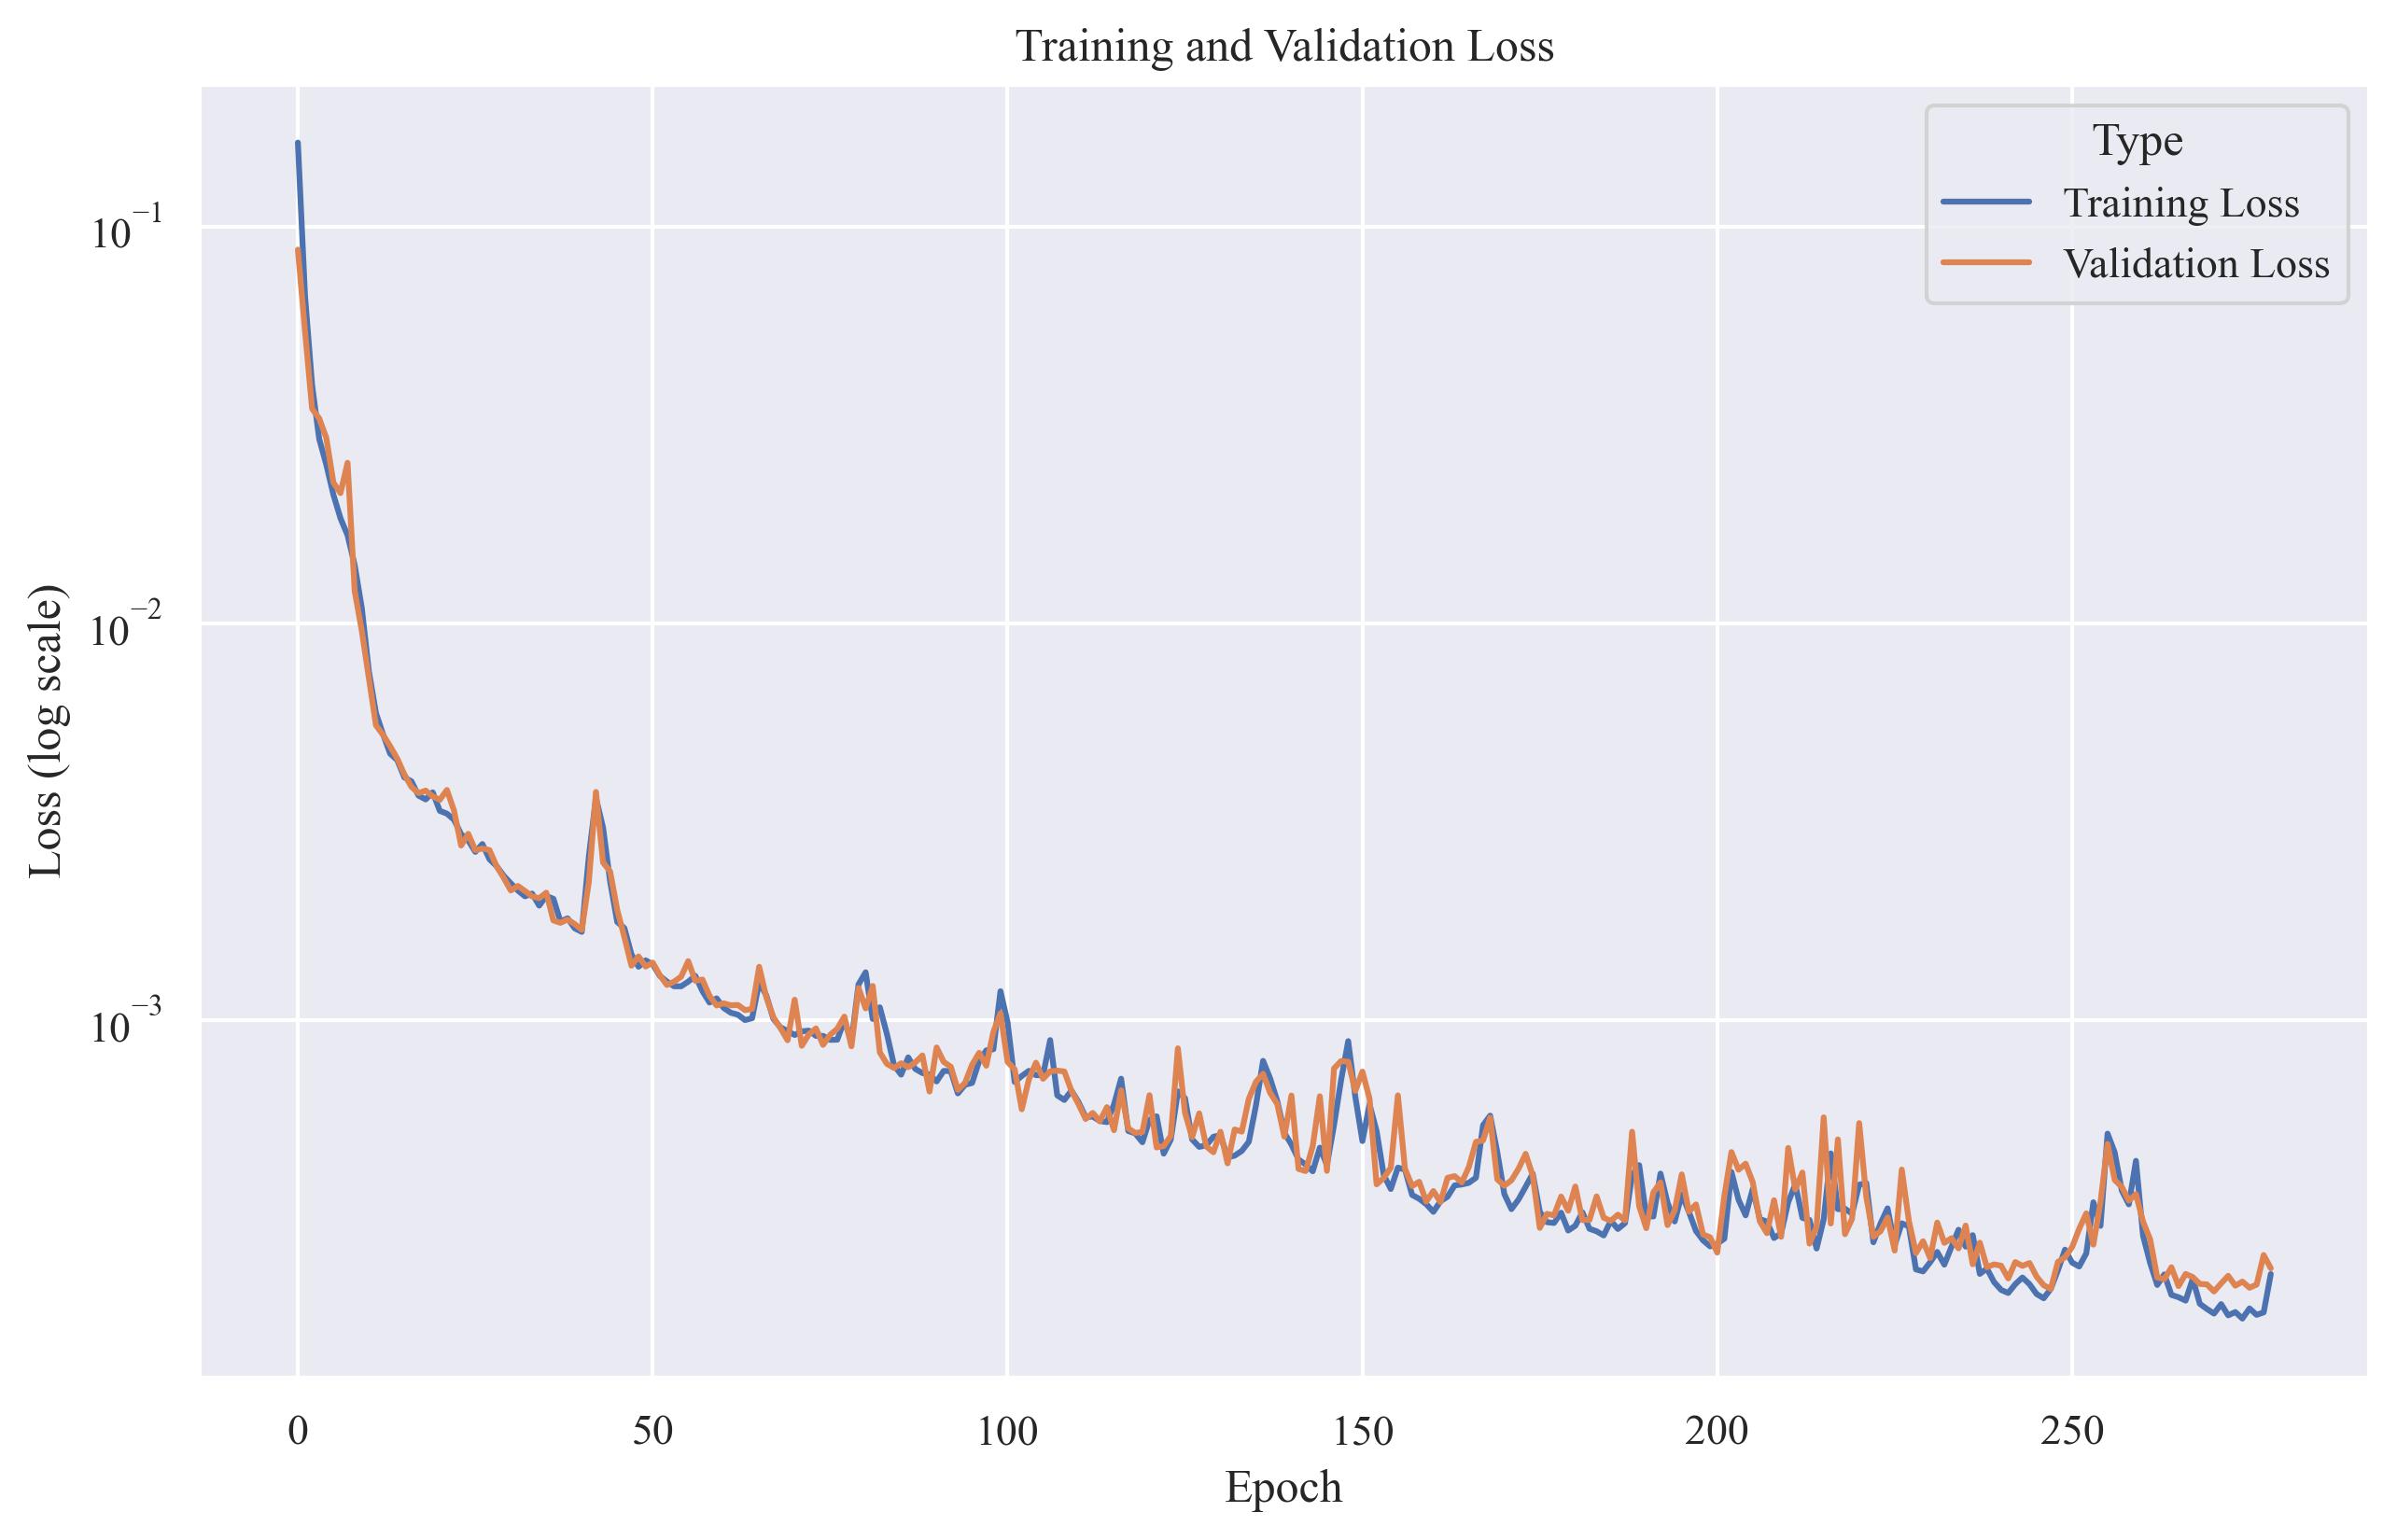 Training and Validation Loss
Type
Training Loss
Validation Loss
10⁻¹
10⁻²
10⁻³
Loss (log scale)
0 50 100 150 200 250
Epoch